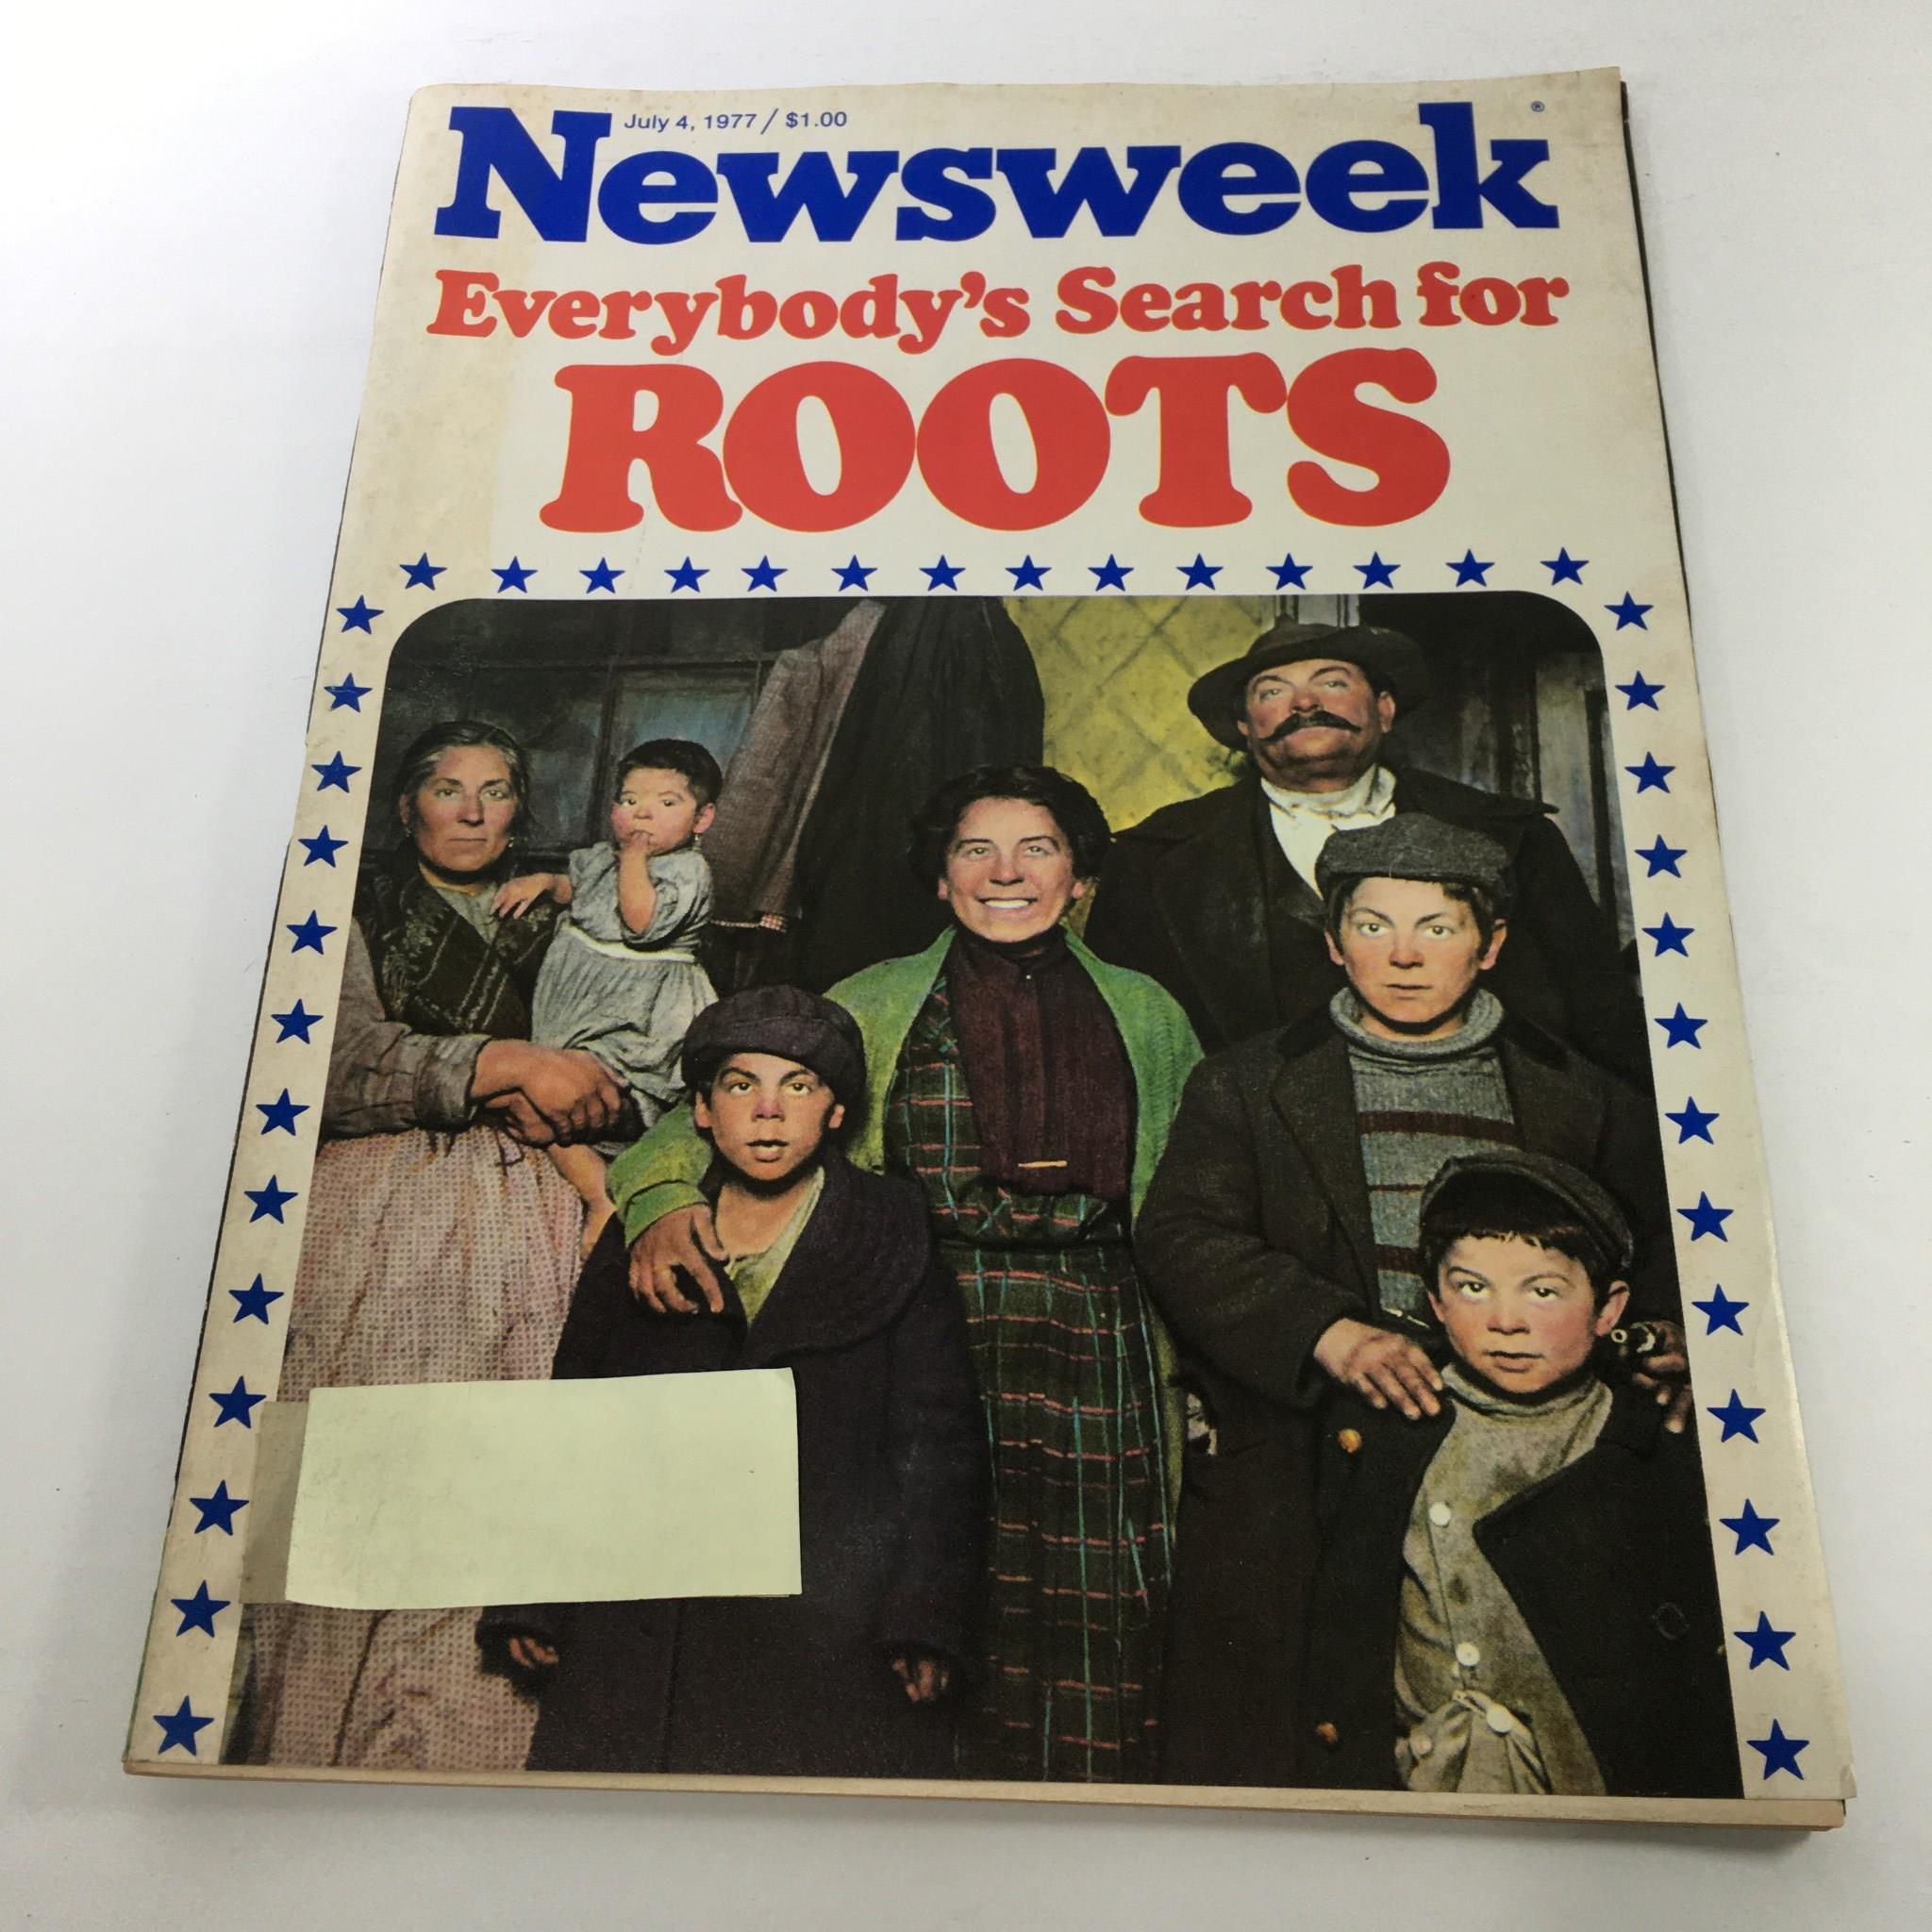 July 4, 1977 / $1.00
Newsweek®
Everybody's Search for
ROOTS